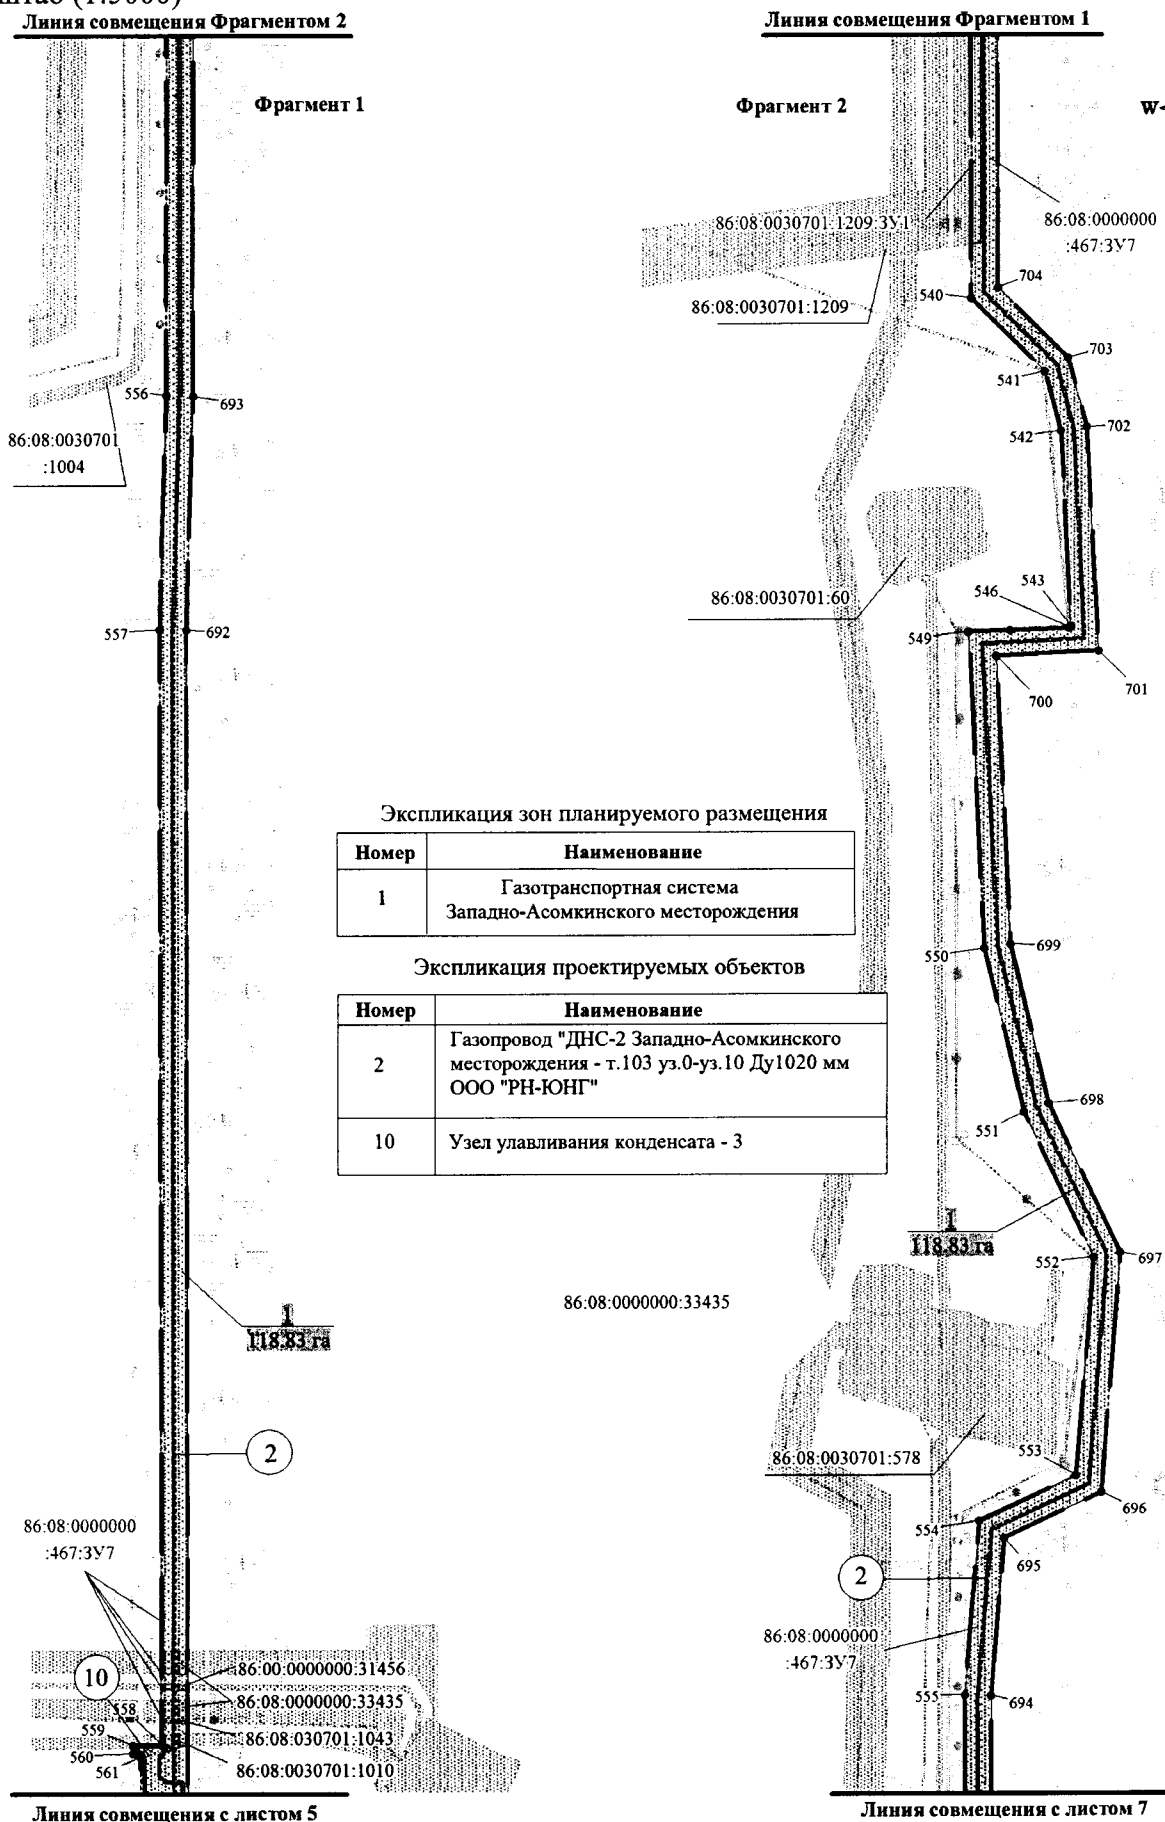 Линия совмещения Фрагментом 2
Фрагмент 1
556
693
86:08:0030701
:1004
557
692
1
118.83 га
2
86:08:0000000
:467:ЗУ7
10
86:00:0000000:31456
86:08:0000000:33435
86:08:030701:1043
86:08:0030701:1010
558
559
560
561
Линия совмещения с листом 5
Экспликация зон планируемого размещения
Номер
Наименование
1
Газотранспортная система
Западно-Асомкинского месторождения
Экспликация проектируемых объектов
Номер
Наименование
2
Газопровод "ДНС-2 Западно-Асомкинского
месторождения - т.103 уз.0-уз.10 Ду1020 мм
ООО "РН-ЮНГ"
10
Узел улавливания конденсата - 3
86:08:0000000:33435
Линия совмещения Фрагментом 1
Фрагмент 2
86:08:0030701:1209:ЗУ1
86:08:0000000
:467:ЗУ7
704
540
86:08:0030701:1209
703
541
702
542
543
546
86:08:0030701:60
549
701
700
699
550
698
551
1
118.83 га
697
552
553
86:08:0030701:578
696
554
695
2
86:08:0000000
:467:ЗУ7
555
694
Линия совмещения с листом 7